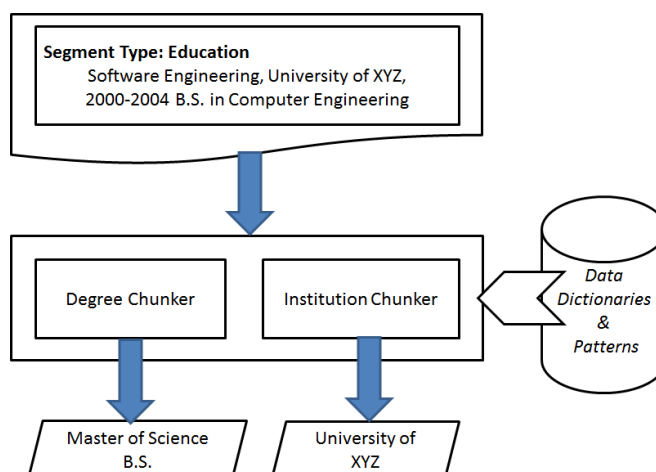 Segment Type: Education
Software Engineering, University of XYZ,
2000-2004 B.S. in Computer Engineering
Degree Chunker
Institution Chunker
Data
Dictionaries
&
Patterns
Master of Science
B.S.
University of
XYZ